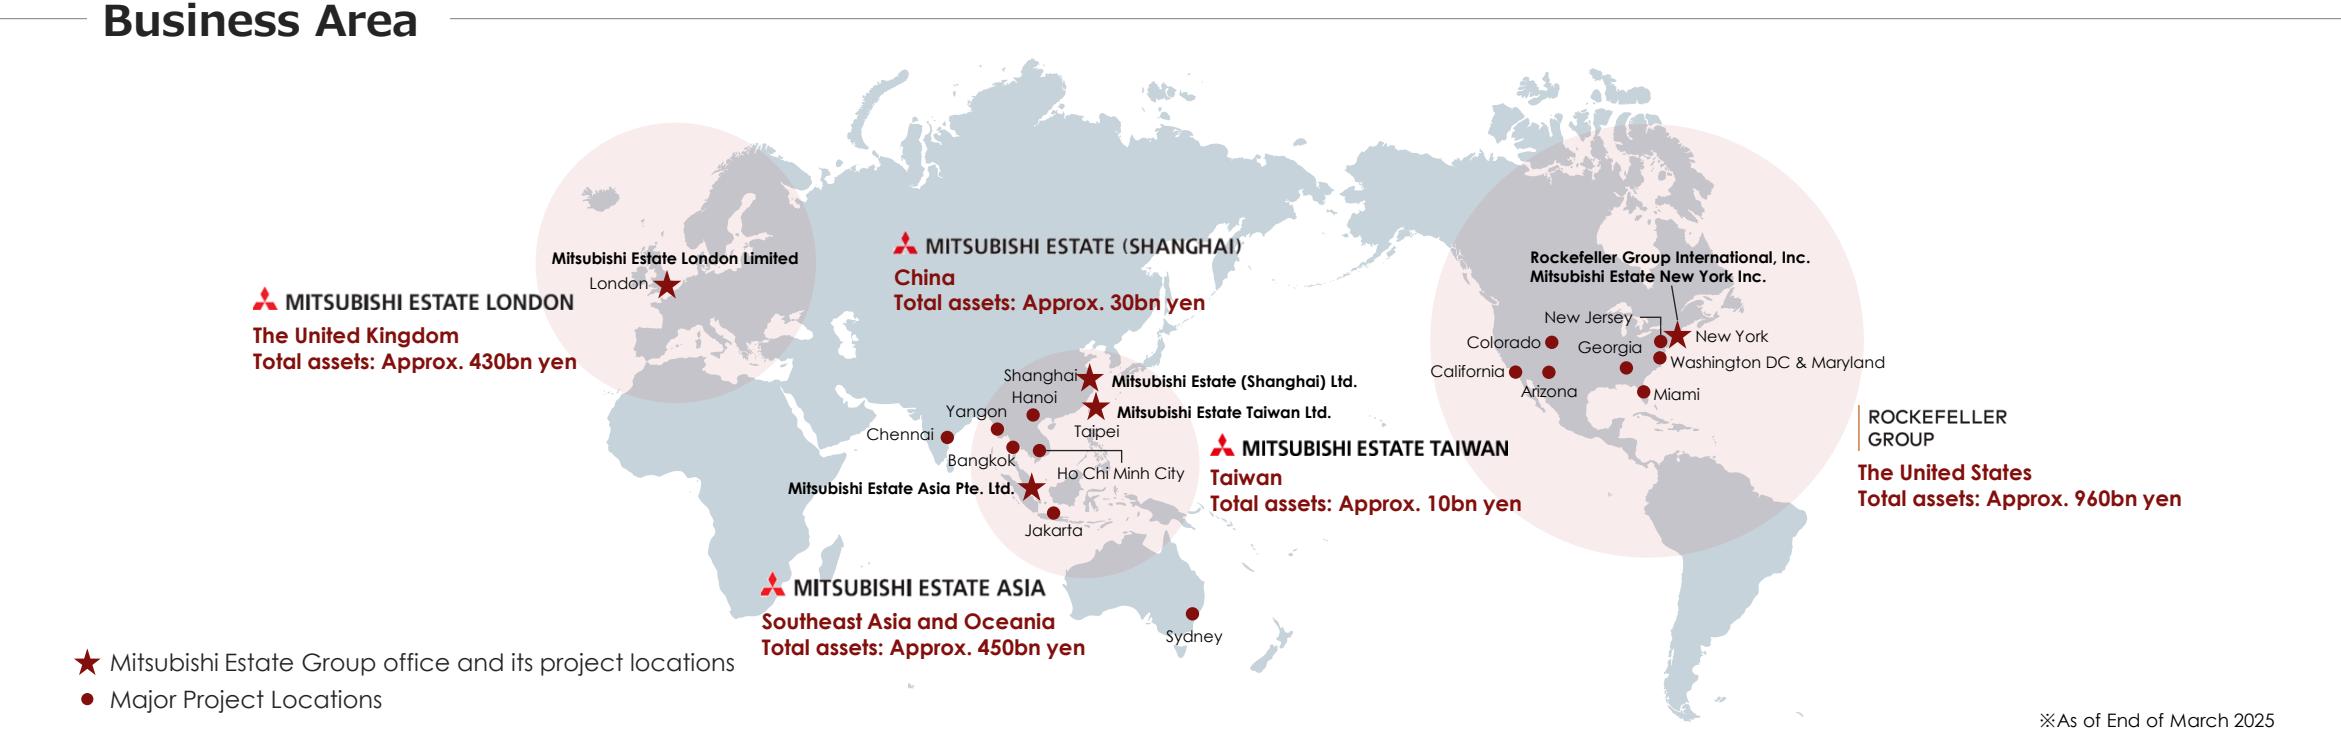 Business Area
Mitsubishi Estate London Limited
London
MITSUBISHI ESTATE LONDON
The United Kingdom
Total assets: Approx. 430bn yen
MITSUBISHI ESTATE (SHANGHAI)
China
Total assets: Approx. 30bn yen
Shanghai
Mitsubishi Estate (Shanghai) Ltd.
Hanoi
Yangon
Mitsubishi Estate Taiwan Ltd.
Taipei
Chennai
Bangkok
Ho Chi Minh City
Mitsubishi Estate Asia Pte. Ltd.
Jakarta
MITSUBISHI ESTATE TAIWAN
Taiwan
Total assets: Approx. 10bn yen
MITSUBISHI ESTATE ASIA
Southeast Asia and Oceania
Total assets: Approx. 450bn yen
Sydney
Rockefeller Group International, Inc.
Mitsubishi Estate New York Inc.
New Jersey
New York
Colorado
Georgia
Washington DC & Maryland
California
Arizona
Miami
ROCKEFELLER
GROUP
The United States
Total assets: Approx. 960bn yen
★ Mitsubishi Estate Group office and its project locations
● Major Project Locations
※As of End of March 2025